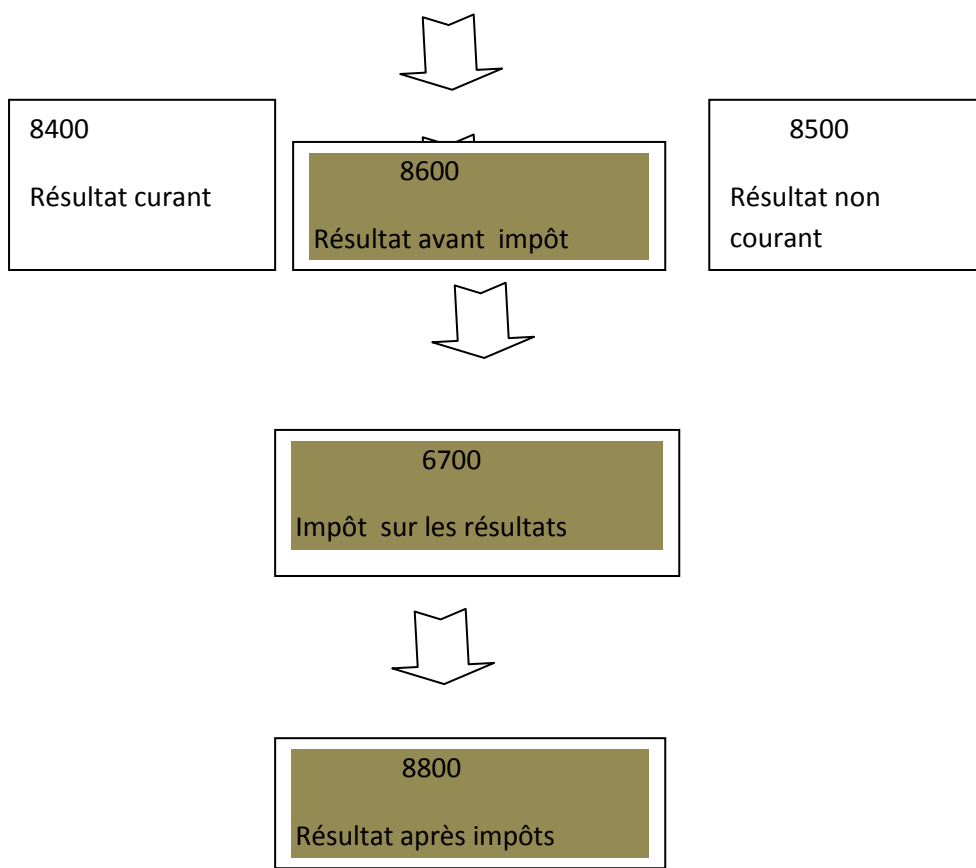 8400
Résultat curant
8600
Résultat avant  impôt
8500
Résultat non
courant
6700
Impôt  sur les résultats
8800
Résultat après impôts